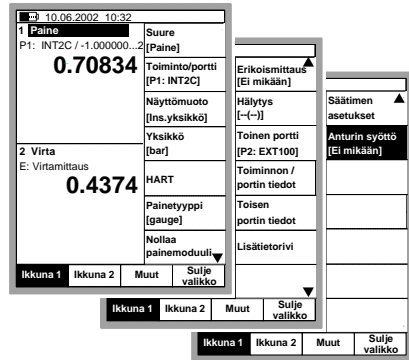 10.06.2002 10:32
1 Paine
P1: INT2C / -1.000000...2
0.70834
2 Virta
E: Virtamittaus
0.4374
Suure
[Paine]
Toiminto/portti
[P1: INT2C]
Näyttömuoto
[Ins.yksikkö]
Yksikkö
[bar]
HART
Painetyyppi
[gauge]
Nollaa
painemoduuli
Ikkuna 1 Ikkuna 2 Muut Sulje
valikko
Erikoismittaus
[Ei mikään]
Hälytys
[--(--)]
Toinen portti
[P2: EXT100]
Toiminnon /
portin tiedot
Toisen
portin tiedot
Lisätietorivi
Ikkuna 1 Ikkuna 2 Muut Sulje
valikko
Säätimen
asetukset
Anturin syöttö
[Ei mikään]
Ikkuna 1 Ikkuna 2 Muut Sulje
valikko